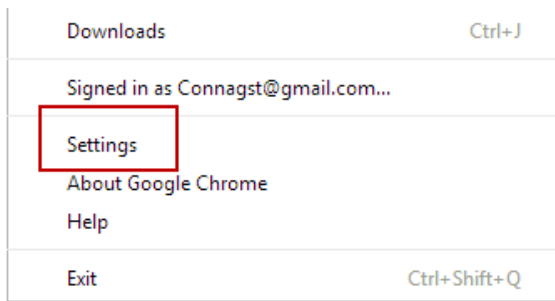 Downloads Ctrl+J
Signed in as Connagst@gmail.com...
Settings
About Google Chrome
Help
Exit Ctrl+Shift+Q